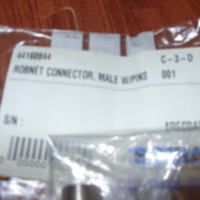 44160844 C-3-D
ROBNET CONNECTOR, MALE W/PINS 001
S/N :